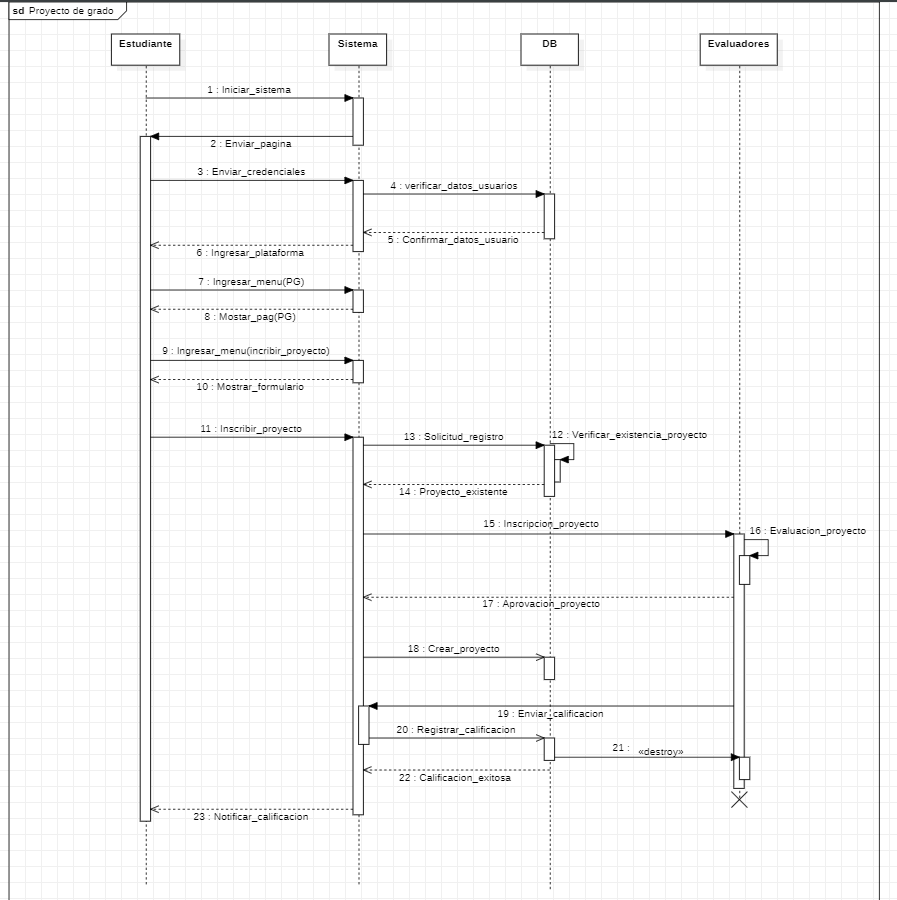 sd Proyecto de grado
Estudiante
Sistema
DB
Evaluadores
1 : Iniciar_sistema
2 : Enviar_pagina
3 : Enviar_credenciales
4 : verificar_datos_usuarios
5 : Confirmar_datos_usuario
6 : Ingresar_plataforma
7 : Ingresar_menu(PG)
8 : Mostar_pag(PG)
9 : Ingresar_menu(incribir_proyecto)
10 : Mostrar_formulario
11 : Inscribir_proyecto
13 : Solicitud_registro
12 : Verificar_existencia_proyecto
14 : Proyecto_existente
15 : Inscripcion_proyecto
16 : Evaluacion_proyecto
17 : Aprovacion_proyecto
18 : Crear_proyecto
19 : Enviar_calificacion
20 : Registrar_calificacion
21 : «destroy»
22 : Calificacion_exitosa
23 : Notificar_calificacion